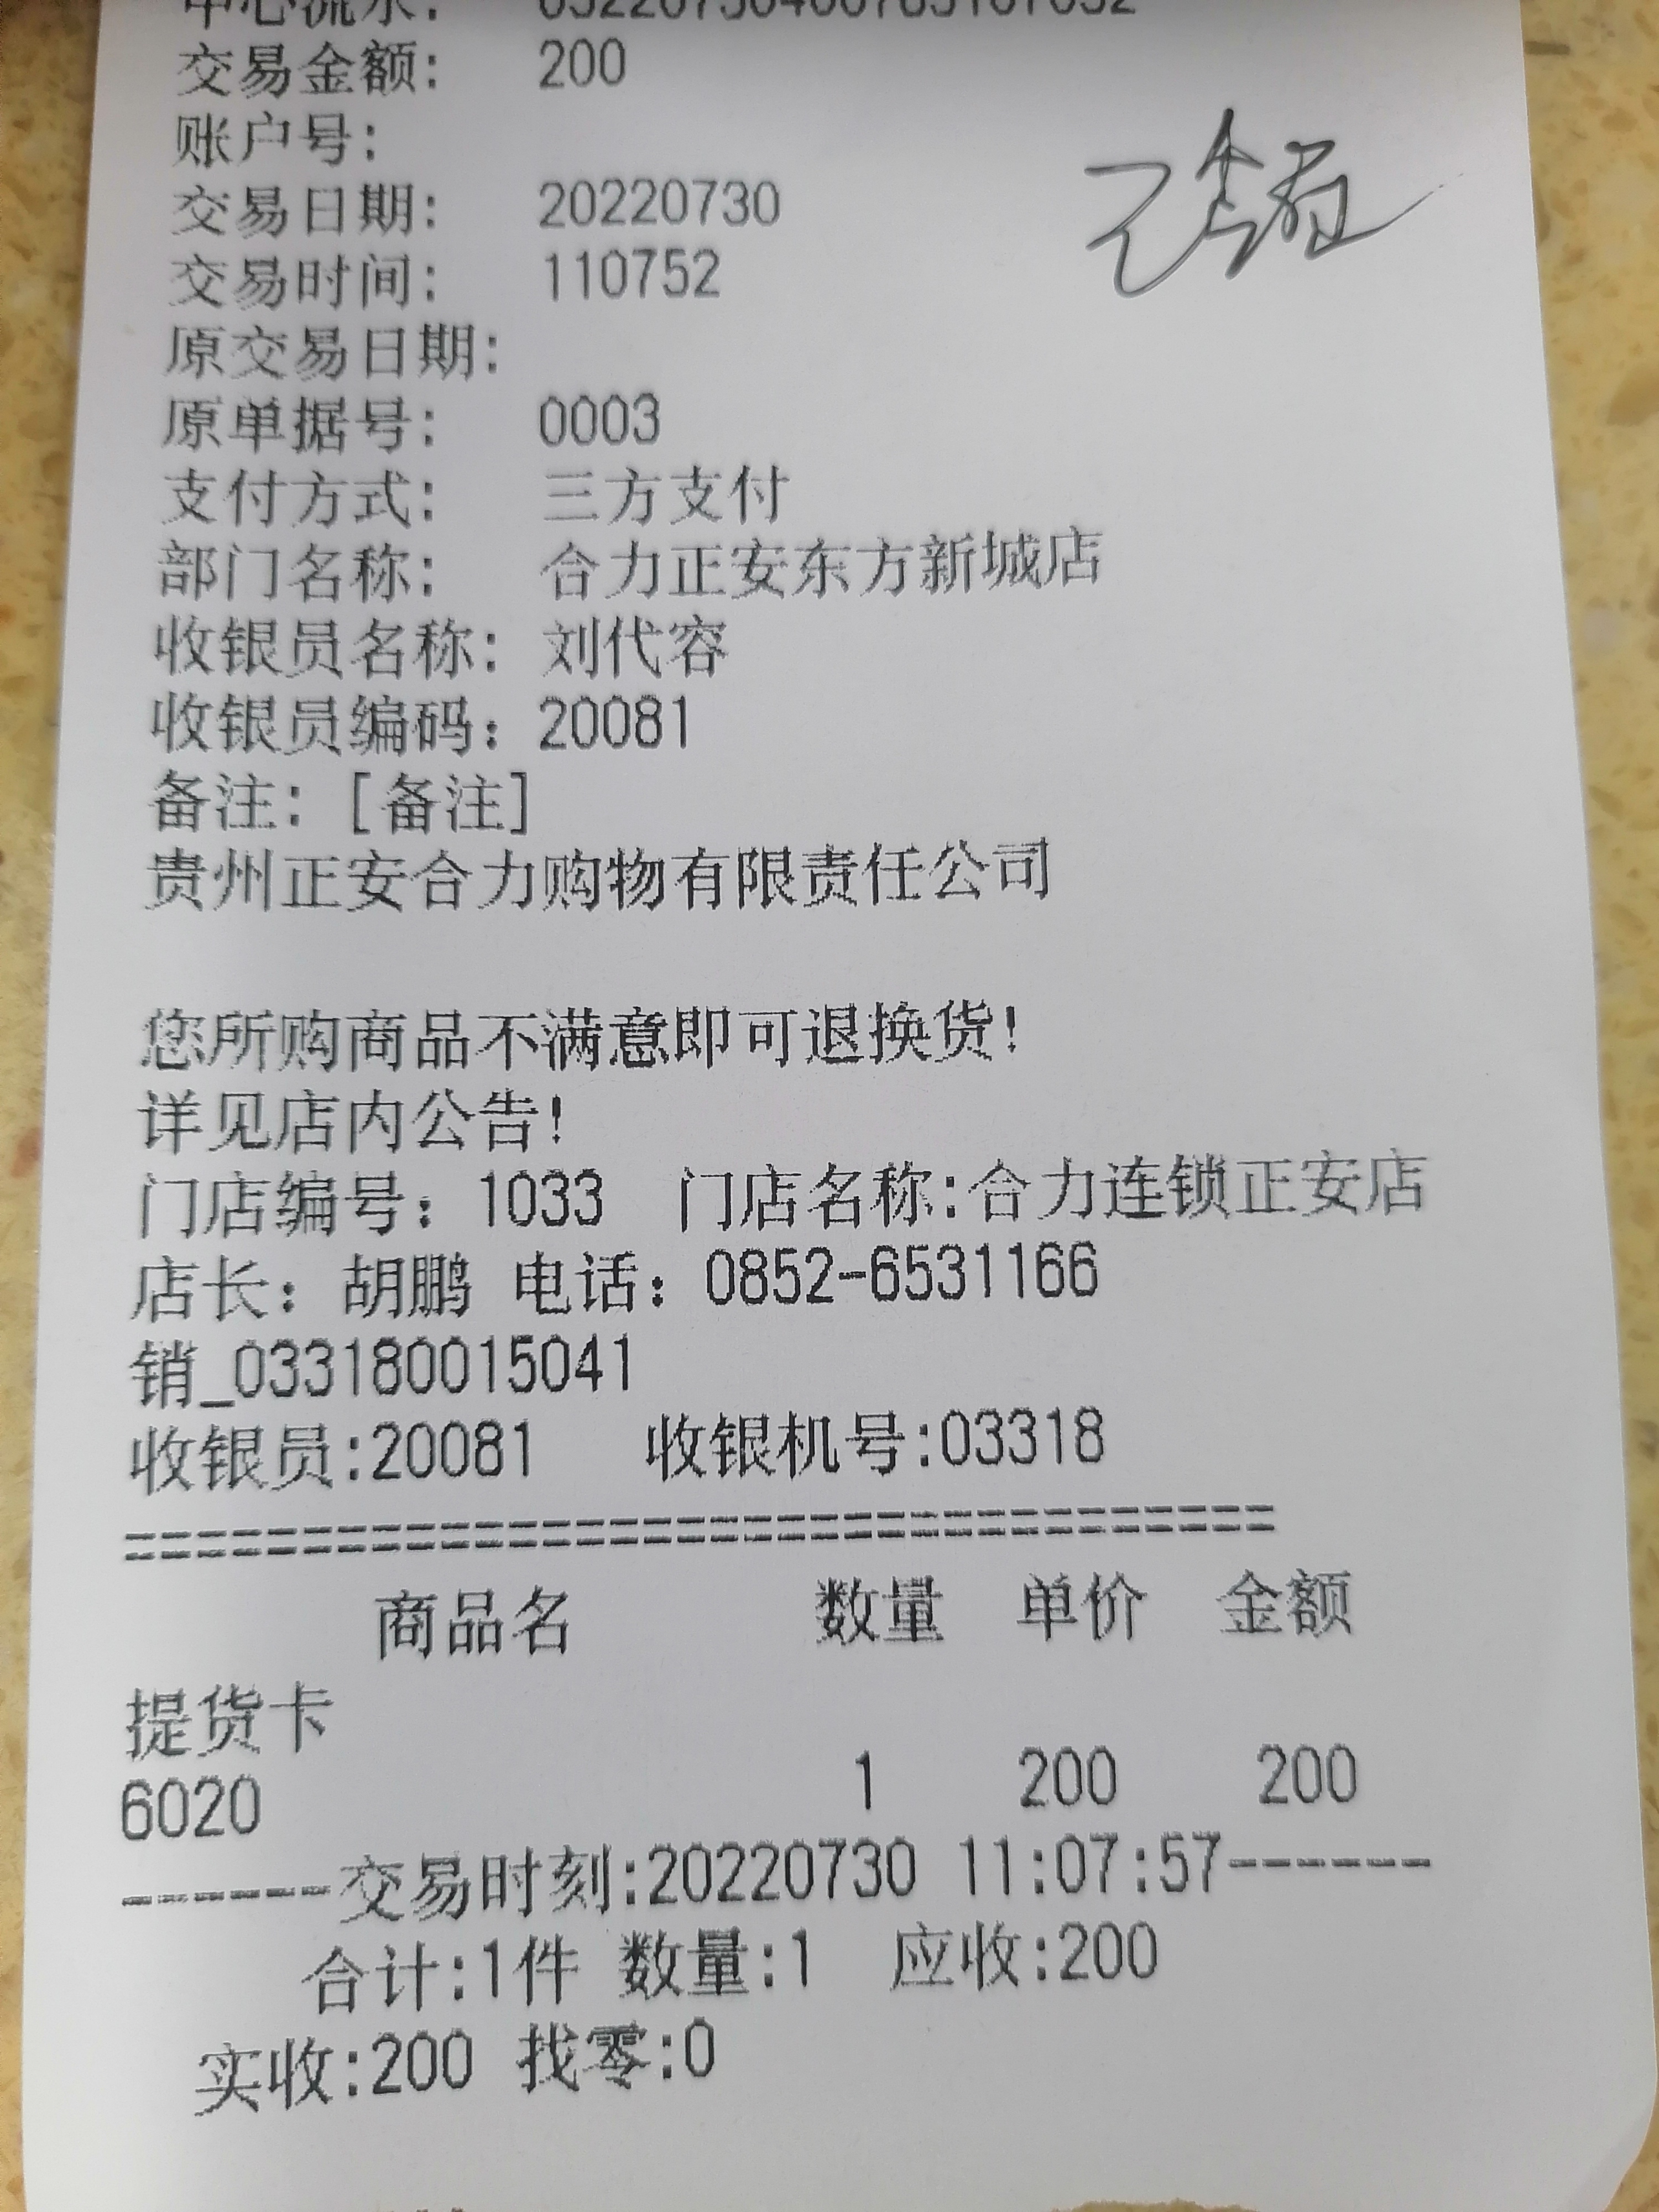 中心流水:
交易金额: 200
账户号:
交易日期: 20220730
交易时间: 110752
原交易日期:
原单据号: 0003
支付方式: 三方支付
部门名称: 合力正安东方新城店
收银员名称: 刘代容
收银员编码: 20081
备注: [备注]
贵州正安合力购物有限责任公司
您所购商品不满意即可退换货!
详见店内公告!
门店编号: 1033 门店名称:合力连锁正安店
店长: 胡鹏 电话: 0852-6531166
销_033180015041
收银员:20081 收银机号:03318
==================================
商品名 数量 单价 金额
提货卡
6020 1 200 200
------交易时刻:20220730 11:07:57------
合计:1件 数量:1 应收:200
实收:200 找零:0